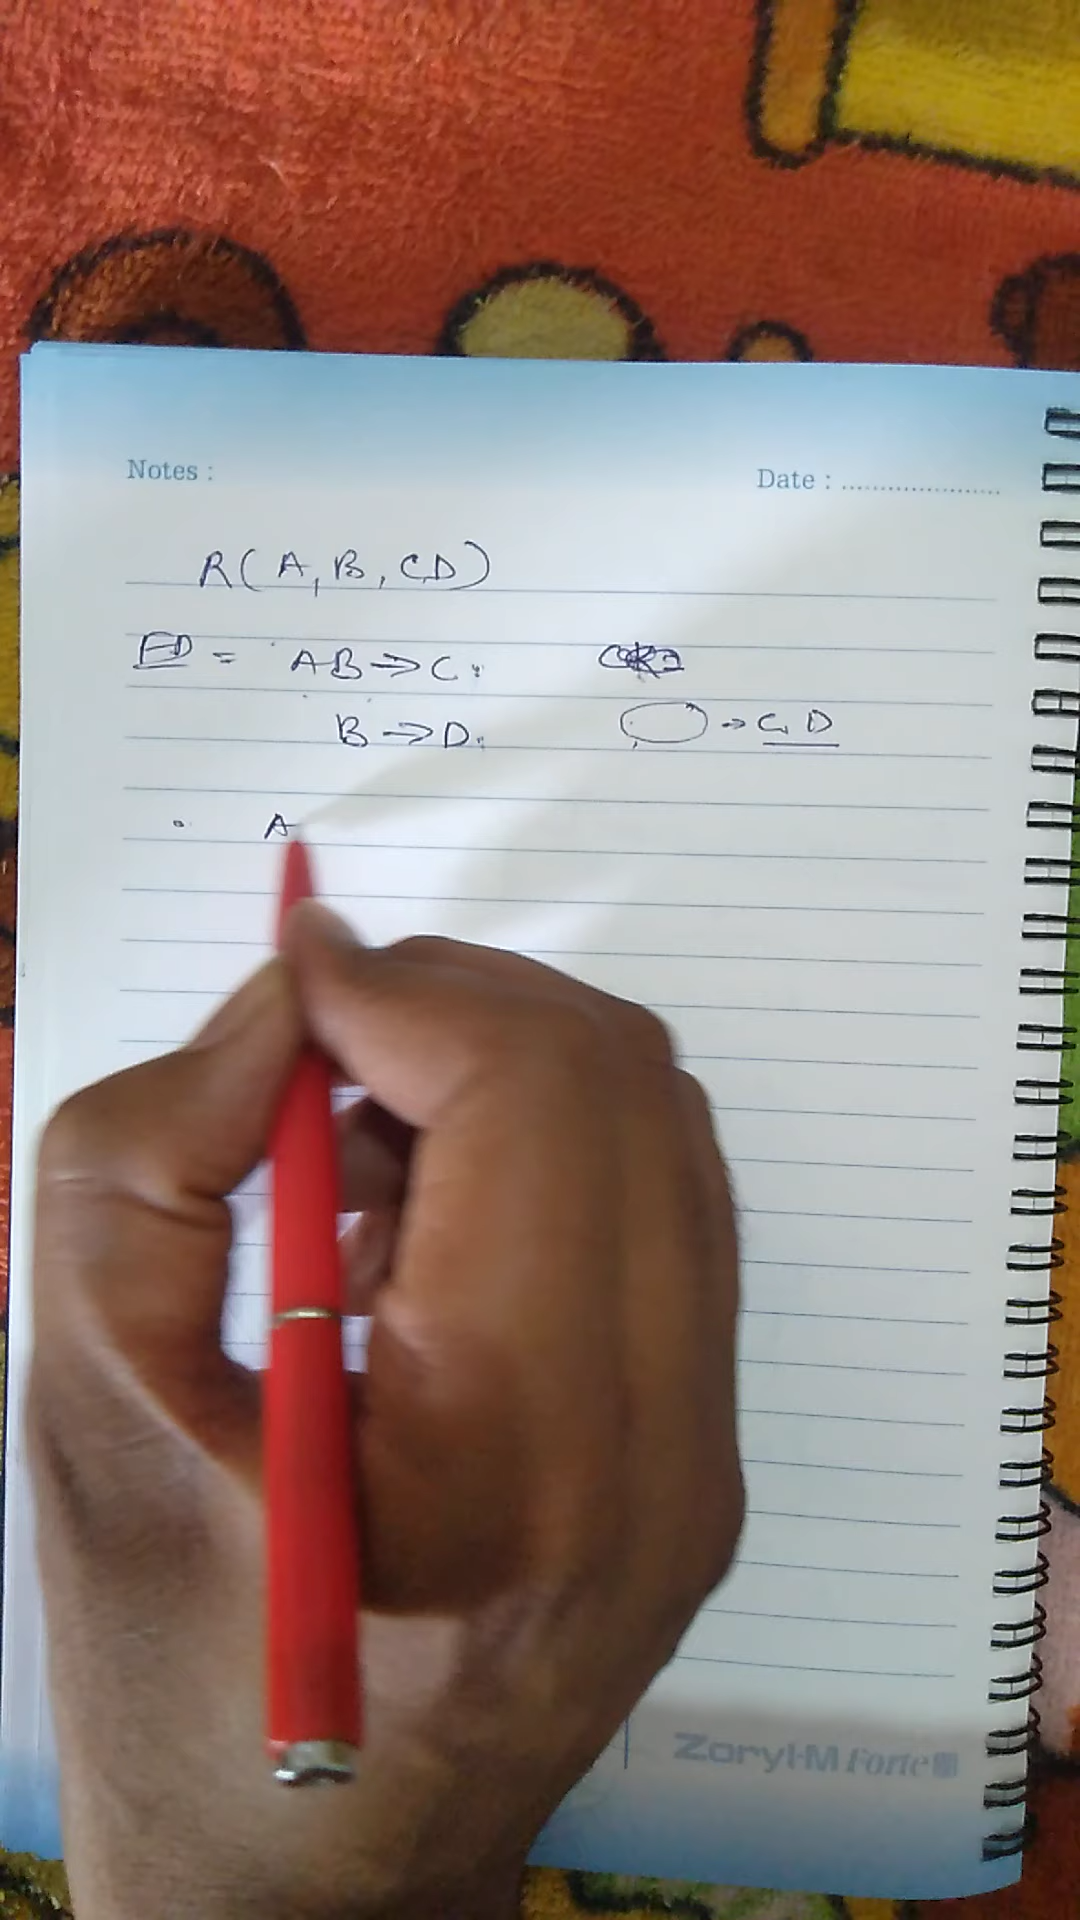 Notes :
Date : ......................
R(A, B, C,D)
FD = AB → C.
B → D.
→ C, D
A
Zoryl-M Forte